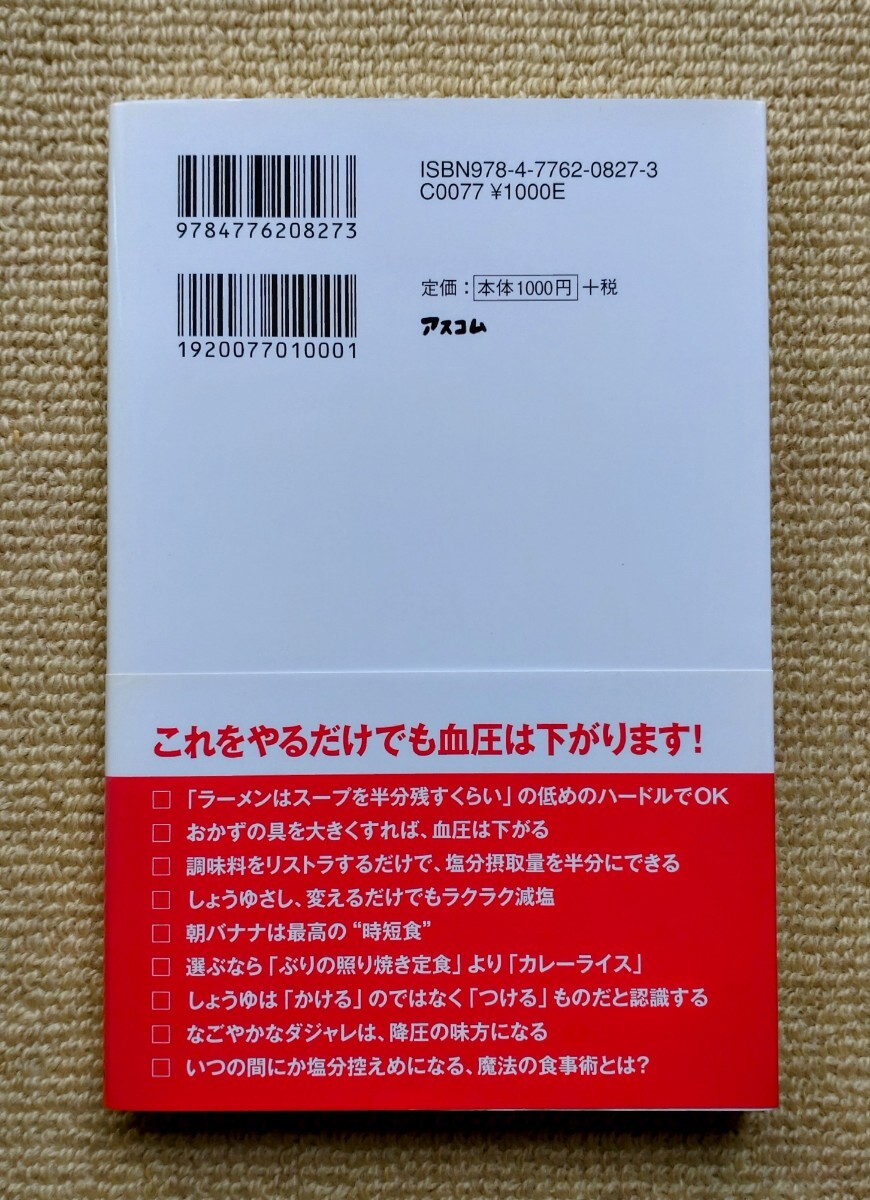 9784776208273
ISBN978-4-7762-0827-3
C0077 ¥1000E
1920077010001
定価：本体1000円+税
アスコム
これをやるだけでも血圧は下がります！
□ 「ラーメンはスープを半分残すくらい」の低めのハードルでOK
□ おかずの具を大きくすれば、血圧は下がる
□ 調味料をリストラするだけで、塩分摂取量を半分にできる
□ しょうゆさし、変えるだけでもラクラク減塩
□ 朝バナナは最高の“時短食”
□ 選ぶなら「ぶりの照り焼き定食」より「カレーライス」
□ しょうゆは「かける」のではなく「つける」ものだと認識する
□ なごやかなダジャレは、降圧の味方になる
□ いつの間にか塩分控えめになる、魔法の食事術とは？